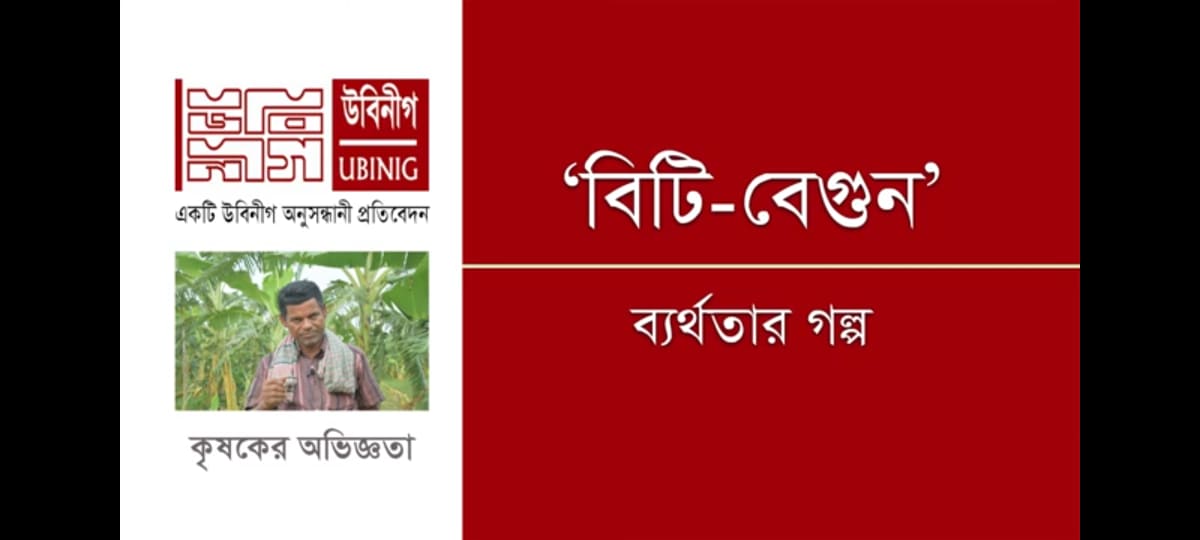 উবিনীগ
UBINIG
একটি উবিনীগ অনুসন্ধানী প্রতিবেদন
কৃষকের অভিজ্ঞতা
‘বিটি-বেগুন’
ব্যর্থতার গল্প